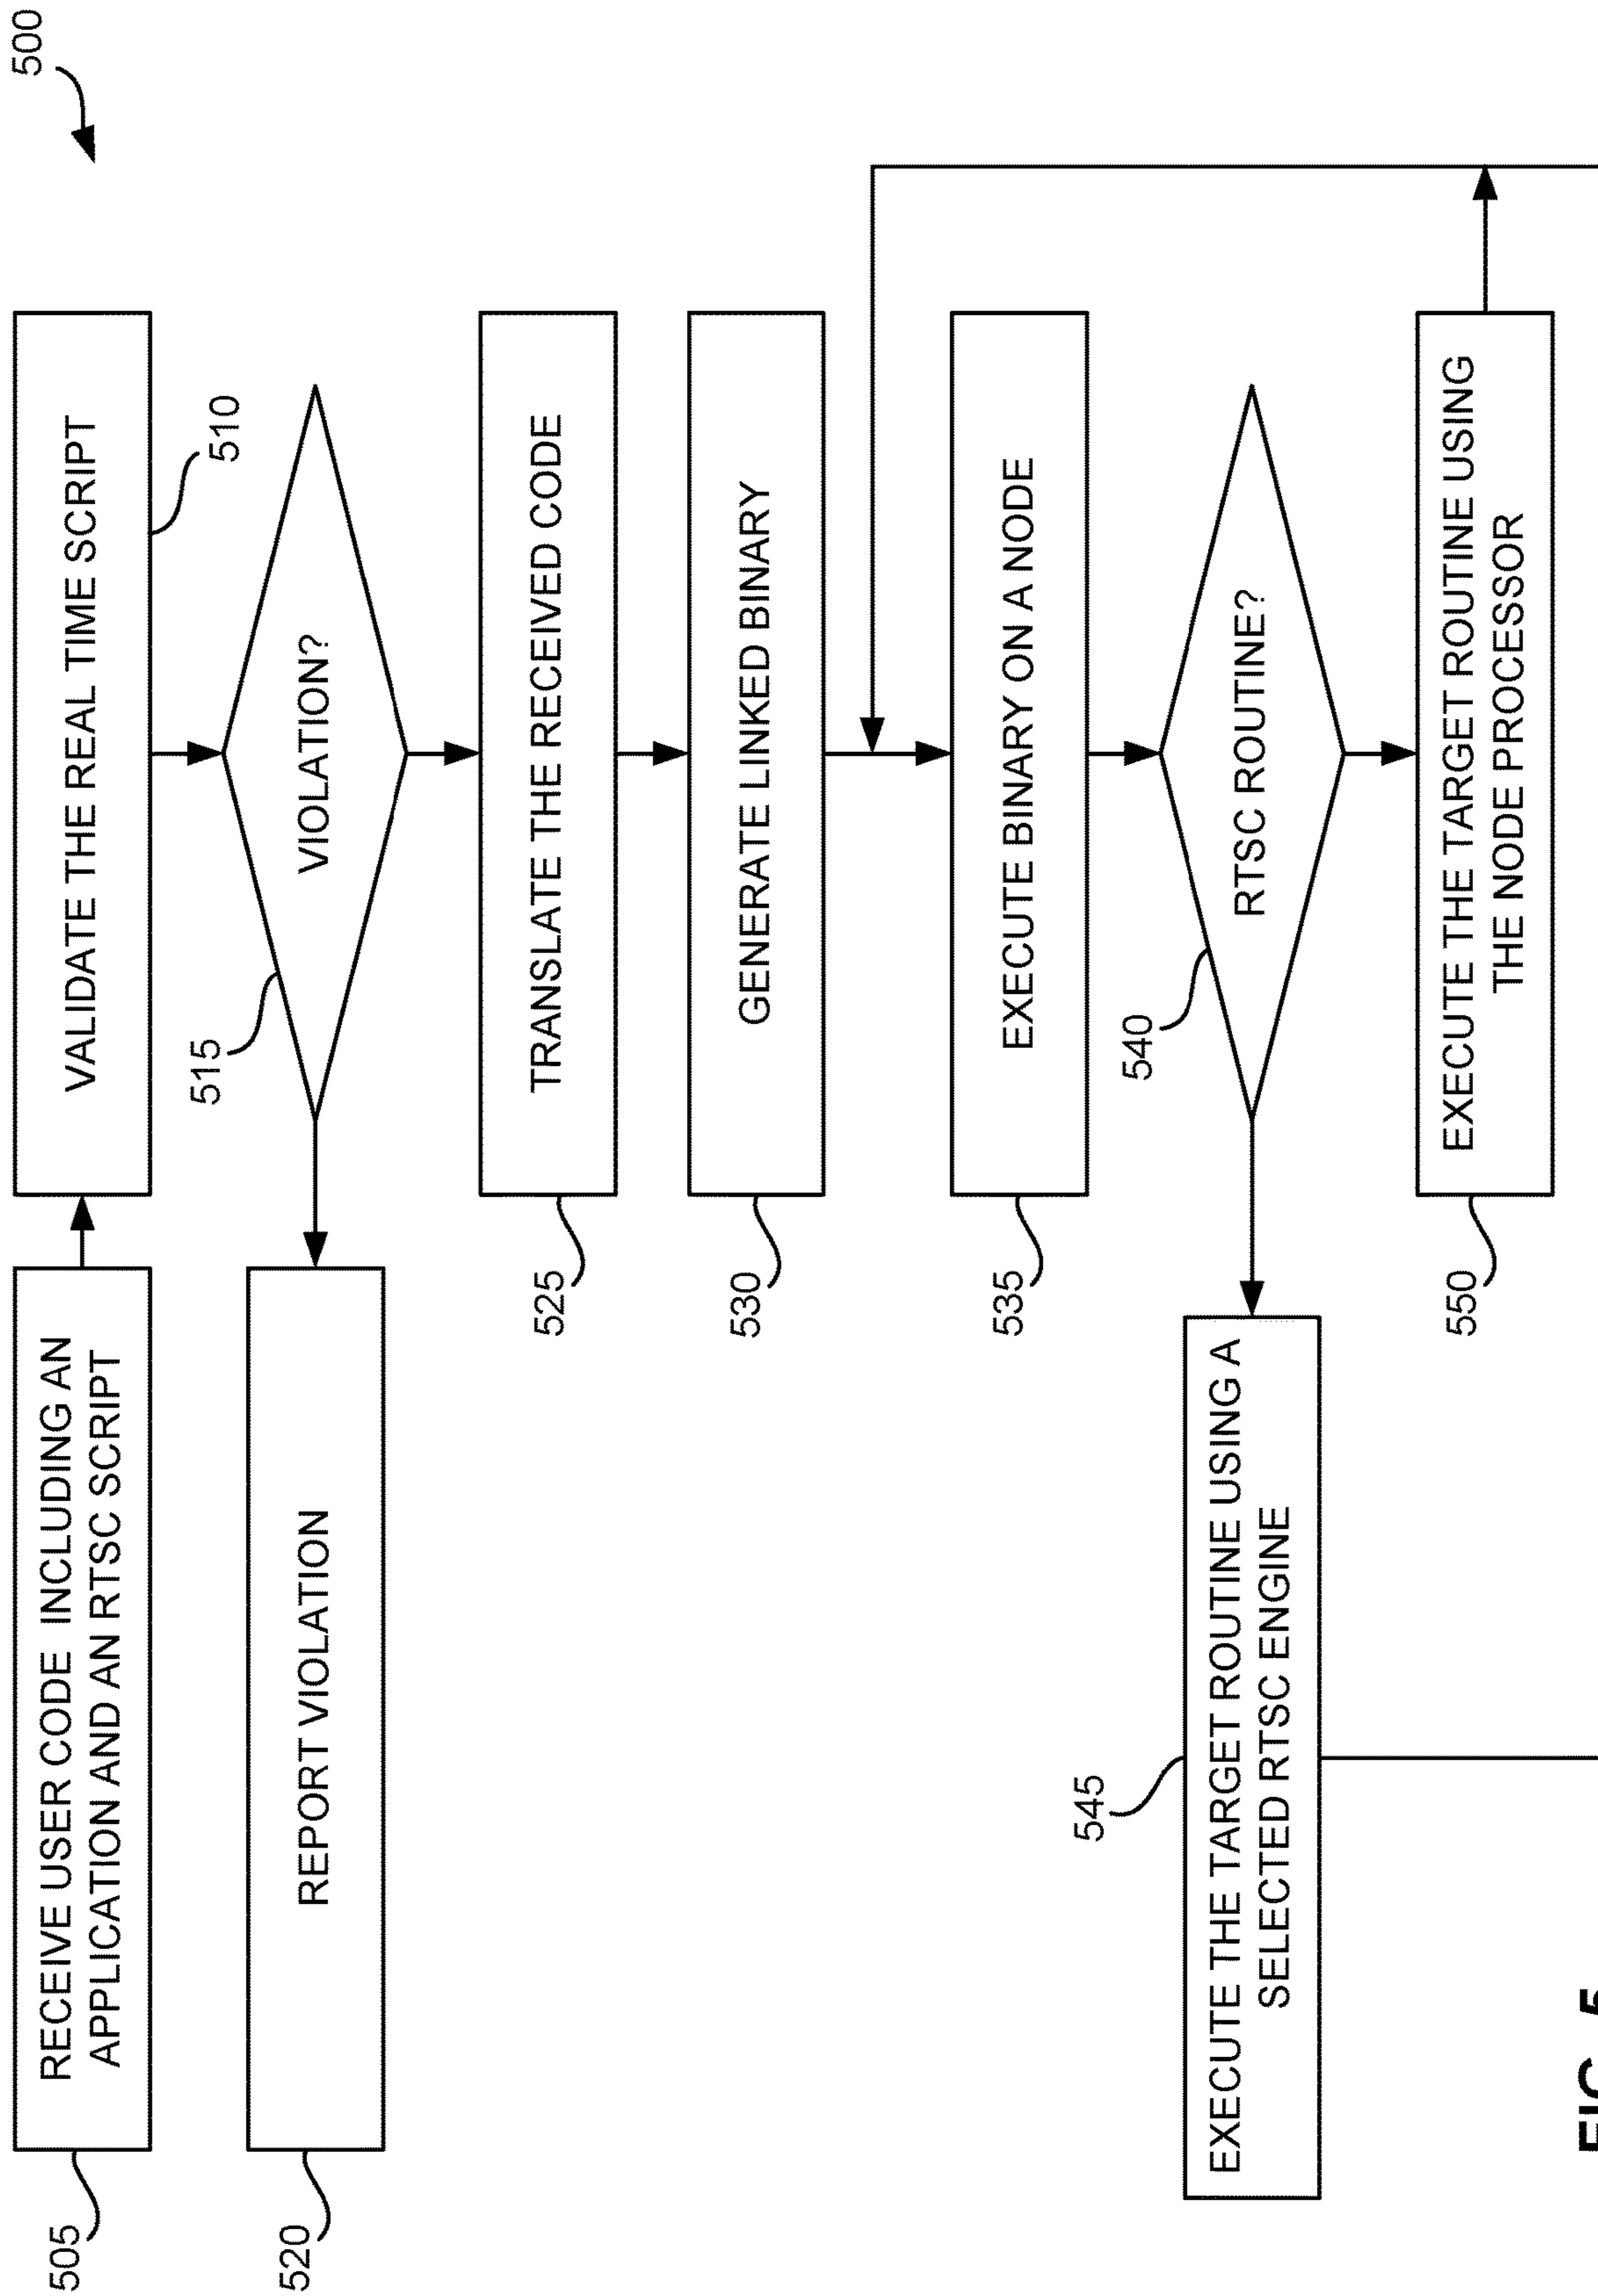 500
RECEIVE USER CODE INCLUDING AN
APPLICATION AND AN RTSC SCRIPT
505
VALIDATE THE REAL TIME SCRIPT
510
VIOLATION?
515
REPORT VIOLATION
520
TRANSLATE THE RECEIVED CODE
525
GENERATE LINKED BINARY
530
EXECUTE BINARY ON A NODE
535
RTSC ROUTINE?
540
EXECUTE THE TARGET ROUTINE USING A
SELECTED RTSC ENGINE
545
EXECUTE THE TARGET ROUTINE USING
THE NODE PROCESSOR
550
FIG. 5